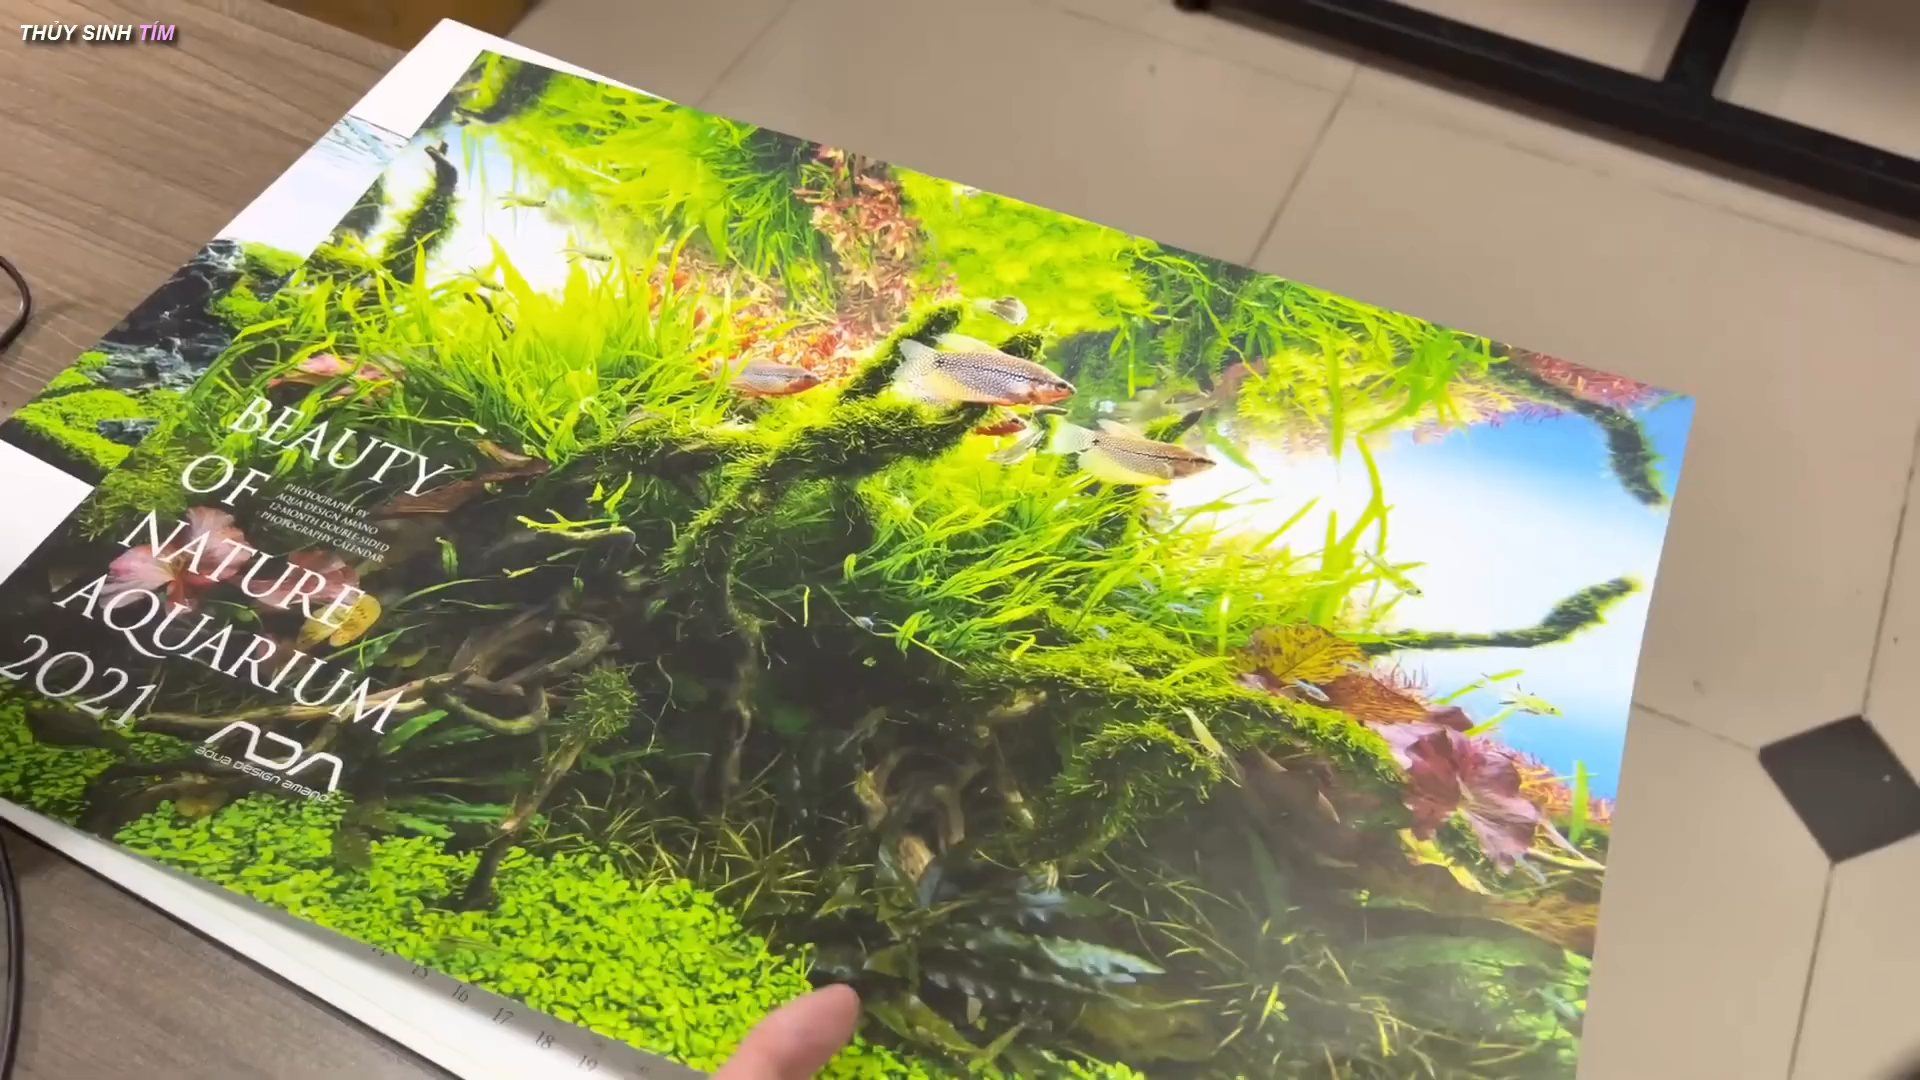 THỦY SINH TÍM
BEAUTY
OF
PHOTOGRAPHS BY
AQUA DESIGN AMANO
12-MONTH DOUBLE-SIDED
PHOTOGRAPHY CALENDAR
NATURE
AQUARIUM
2021
ADA
AQUA DESIGN AMANO
15 16 17 18 19